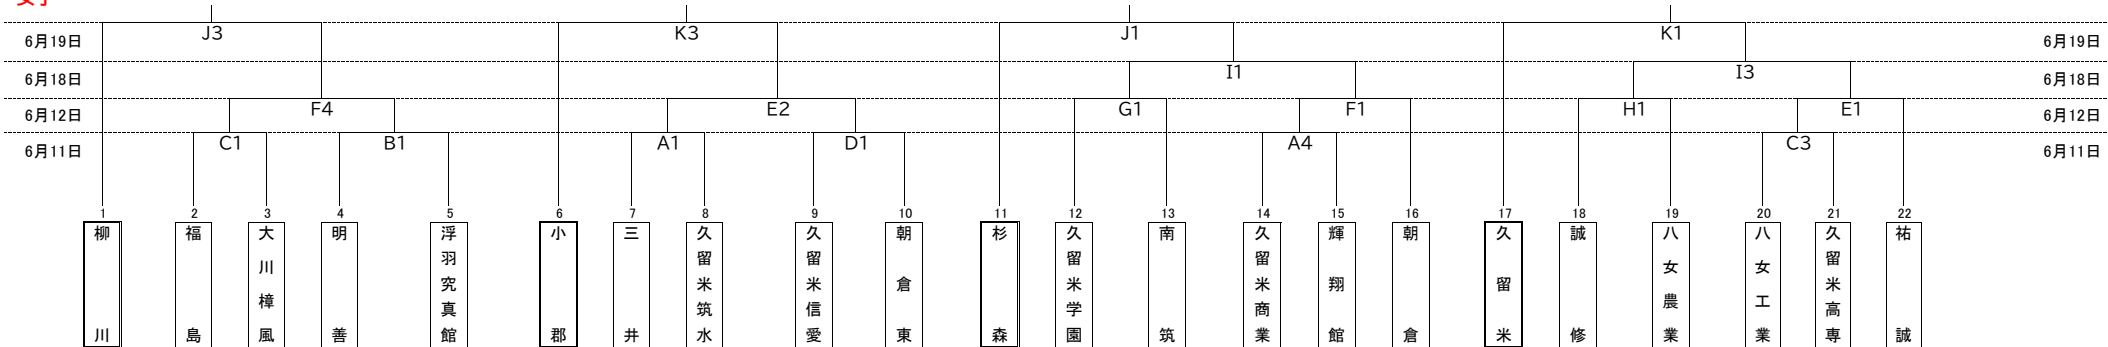 女子
J3 K3 J1 K1
6月19日 6月19日
I1 I3
6月18日 6月18日
F4 E2 G1 F1 H1 E1
6月12日 6月12日
C1 B1 A1 D1 A4 C3
6月11日 6月11日
1 2 3 4 5 6 7 8 9 10 11 12 13 14 15 16 17 18 19 20 21 22
柳川
福島
大川樟風
明善
浮羽究真館
小郡
三井
久留米筑水
久留米信愛
朝倉東
杉森
久留米学園
南筑
久留米商業
輝翔館
朝倉
久留米
誠修
八女農業
八女工業
久留米高専
祐誠